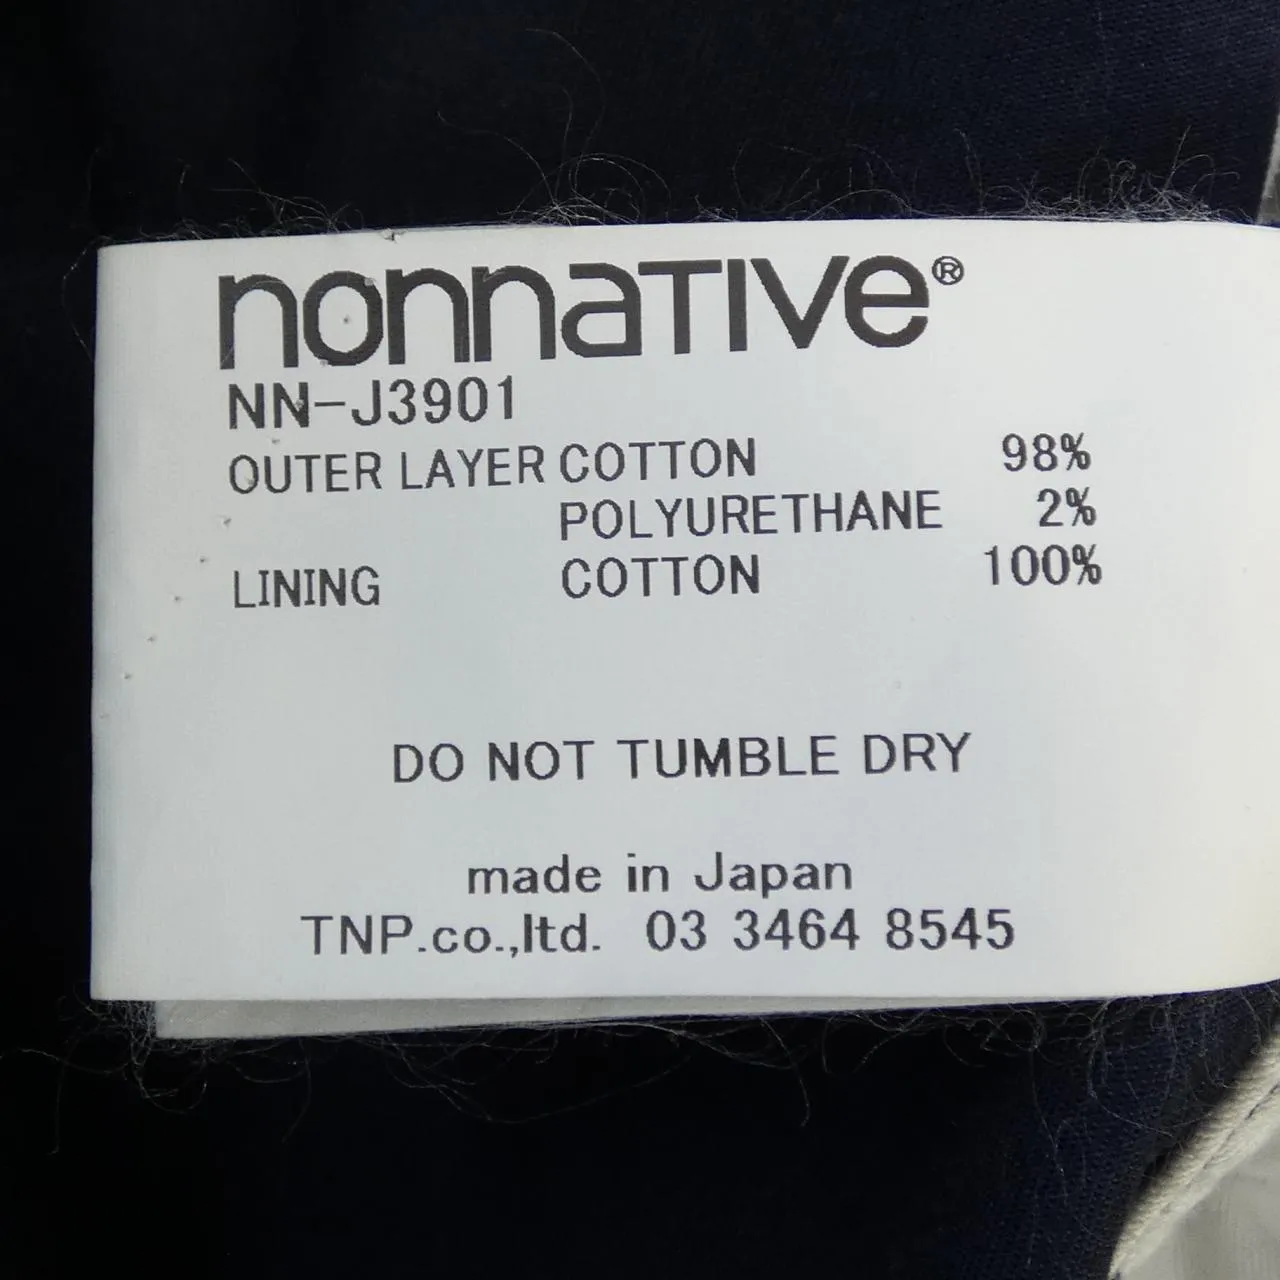 nonnative®
NN-J3901
OUTER LAYER COTTON 98%
POLYURETHANE 2%
LINING COTTON 100%
DO NOT TUMBLE DRY
made in Japan
TNP.co.,ltd. 03 3464 8545